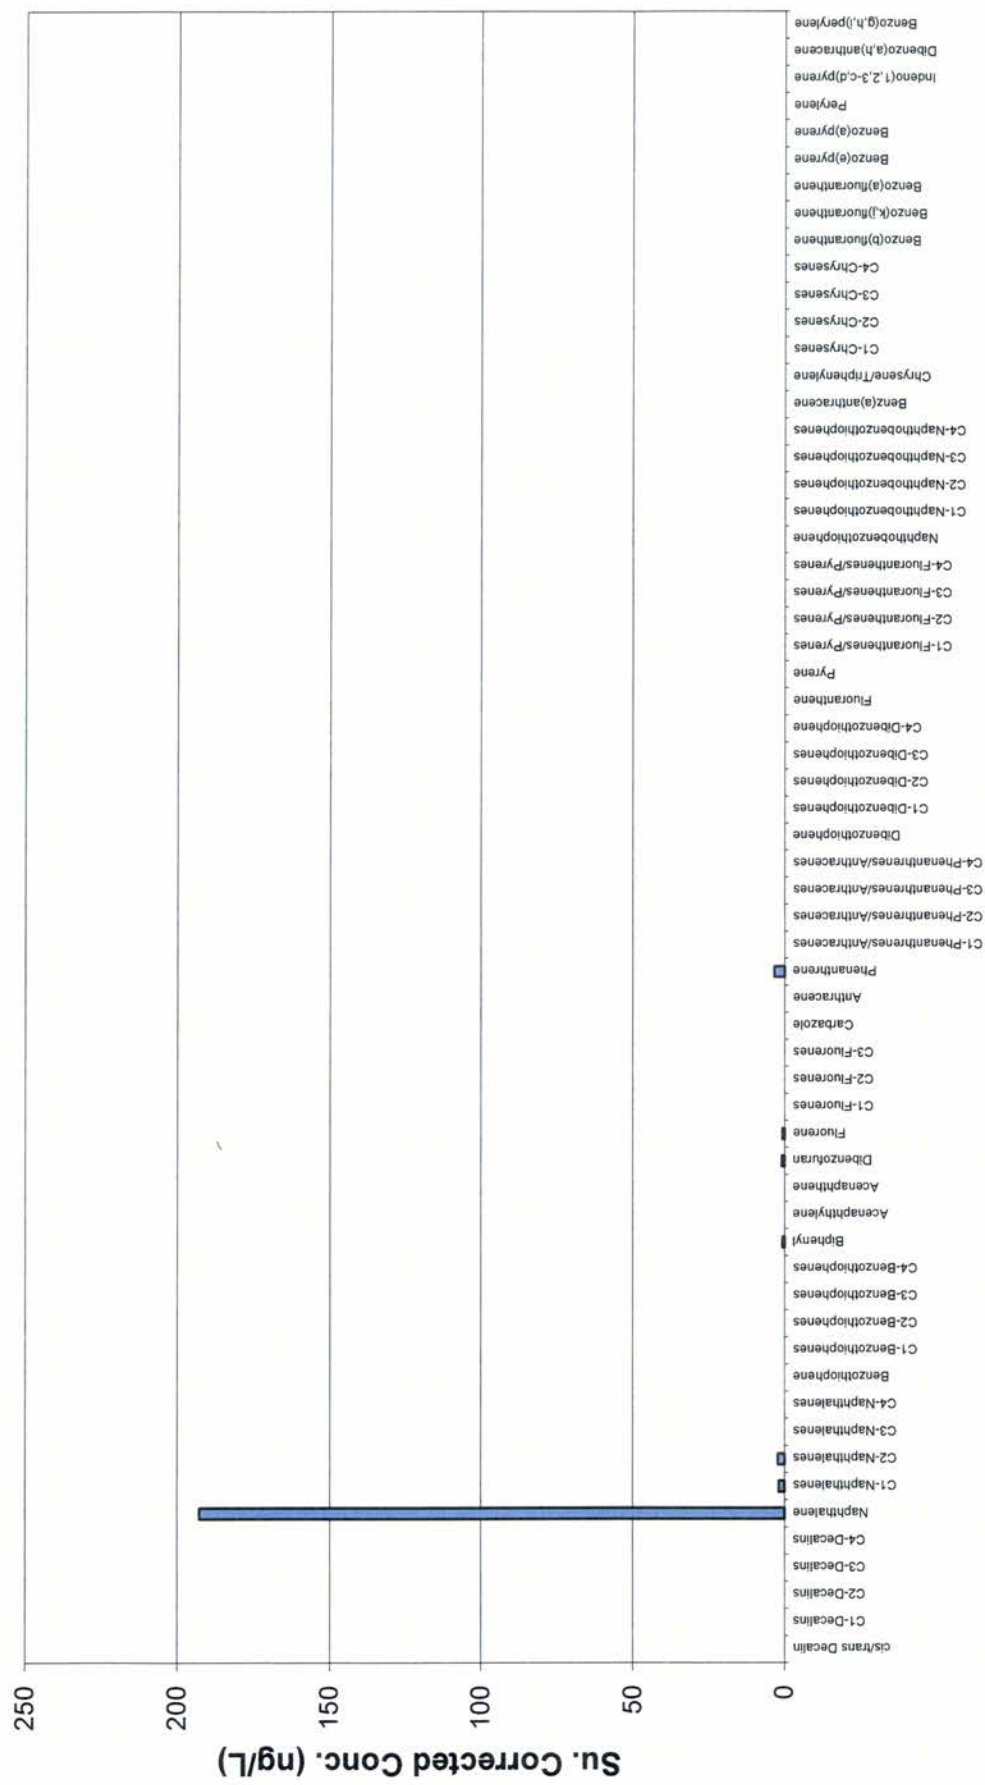 Su. Corrected Conc. (ng/L)
250
200
150
100
50
0
cis/trans Decalin
C1-Decalins
C2-Decalins
C3-Decalins
C4-Decalins
Naphthalene
C1-Naphthalenes
C2-Naphthalenes
C3-Naphthalenes
C4-Naphthalenes
Benzothiophene
C1-Benzothiophenes
C2-Benzothiophenes
C3-Benzothiophenes
C4-Benzothiophenes
Biphenyl
Acenaphthylene
Acenaphthene
Dibenzofuran
Fluorene
C1-Fluorenes
C2-Fluorenes
C3-Fluorenes
Carbazole
Anthracene
Phenanthrene
C1-Phenanthrenes/Anthracenes
C2-Phenanthrenes/Anthracenes
C3-Phenanthrenes/Anthracenes
C4-Phenanthrenes/Anthracenes
Dibenzothiophene
C1-Dibenzothiophenes
C2-Dibenzothiophenes
C3-Dibenzothiophenes
C4-Dibenzothiophene
Fluoranthene
Pyrene
C1-Fluoranthenes/Pyrenes
C2-Fluoranthenes/Pyrenes
C3-Fluoranthenes/Pyrenes
C4-Fluoranthenes/Pyrenes
Naphthobenzothiophene
C1-Naphthobenzothiophenes
C2-Naphthobenzothiophenes
C3-Naphthobenzothiophenes
C4-Naphthobenzothiophenes
Benz(a)anthracene
Chrysene/Triphenylene
C1-Chrysenes
C2-Chrysenes
C3-Chrysenes
C4-Chrysenes
Benzo(b)fluoranthene
Benzo(k,j)fluoranthene
Benzo(a)fluoranthene
Benzo(e)pyrene
Benzo(a)pyrene
Perylene
Indeno(1,2,3-c,d)pyrene
Dibenzo(a,h)anthracene
Benzo(g,h,i)perylene